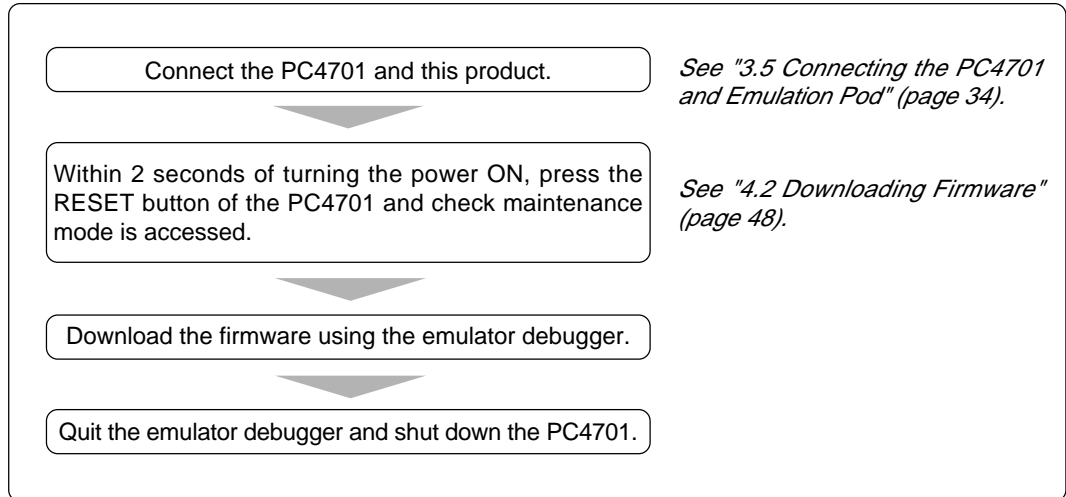 Connect the PC4701 and this product.
See "3.5 Connecting the PC4701
and Emulation Pod" (page 34).
Within 2 seconds of turning the power ON, press the
RESET button of the PC4701 and check maintenance
mode is accessed.
See "4.2 Downloading Firmware"
(page 48).
Download the firmware using the emulator debugger.
Quit the emulator debugger and shut down the PC4701.